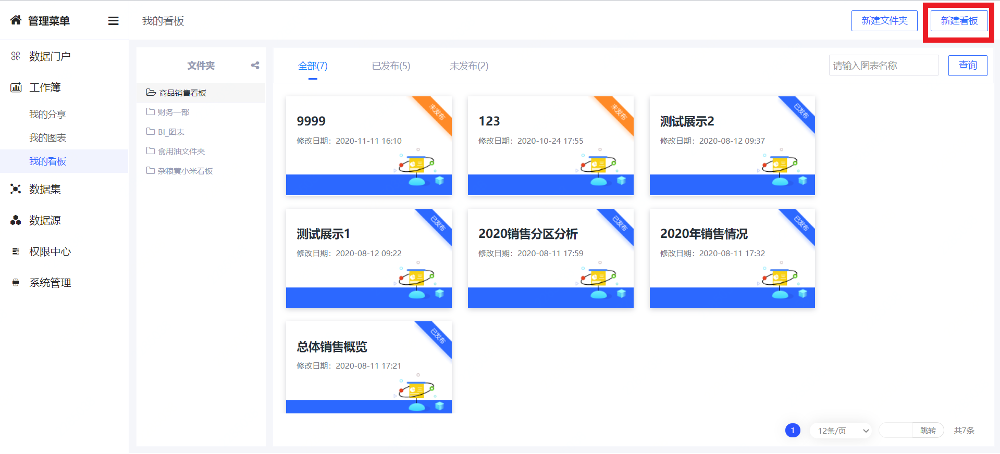 管理菜单
我的看板
新建文件夹
新建看板
数据门户
工作簿
我的分享
我的图表
我的看板
数据集
数据源
权限中心
系统管理
文件夹
商品销售看板
财务一部
BI_图表
食用油文件夹
杂粮黄小米看板
全部(7)
已发布(5)
未发布(2)
请输入图表名称
查询
未发布
9999
修改日期：2020-11-11 16:10
未发布
123
修改日期：2020-10-24 17:55
已发布
测试展示2
修改日期：2020-08-12 09:37
已发布
测试展示1
修改日期：2020-08-12 09:22
已发布
2020销售分区分析
修改日期：2020-08-11 17:59
已发布
2020年销售情况
修改日期：2020-08-11 17:32
已发布
总体销售概览
修改日期：2020-08-11 17:21
1
12条/页
跳转
共7条